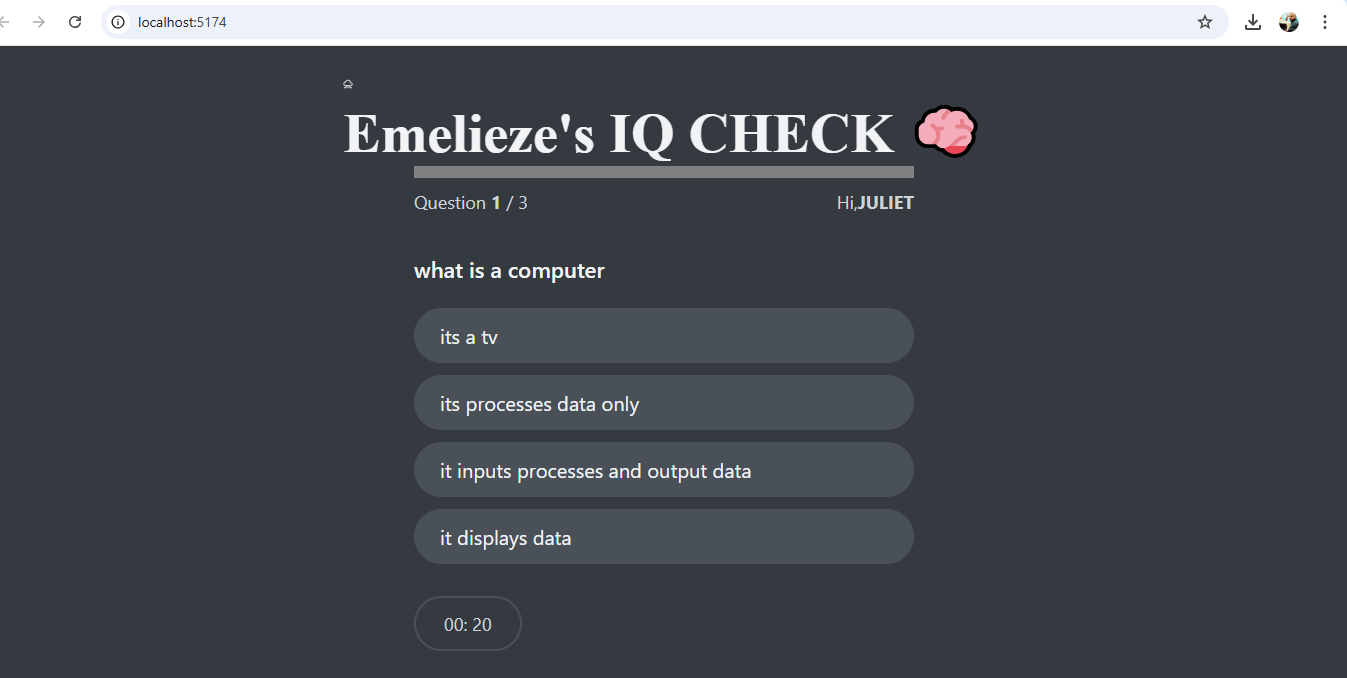 localhost:5174
Emelieze's IQ CHECK 🧠
Question 1 / 3
Hi,JULIET
what is a computer
its a tv
its processes data only
it inputs processes and output data
it displays data
00: 20